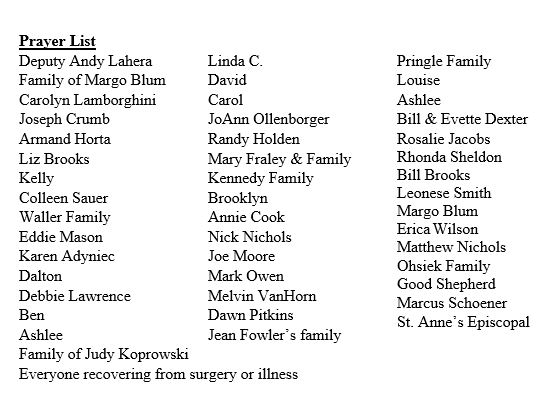 Prayer List
Deputy Andy Lahera
Family of Margo Blum
Carolyn Lamborghini
Joseph Crumb
Armand Horta
Liz Brooks
Kelly
Colleen Sauer
Waller Family
Eddie Mason
Karen Adyniec
Dalton
Debbie Lawrence
Ben
Ashlee
Family of Judy Koprowski
Everyone recovering from surgery or illness
Linda C.
David
Carol
JoAnn Ollenborger
Randy Holden
Mary Fraley & Family
Kennedy Family
Brooklyn
Annie Cook
Nick Nichols
Joe Moore
Mark Owen
Melvin VanHorn
Dawn Pitkins
Jean Fowler’s family
Pringle Family
Louise
Ashlee
Bill & Evette Dexter
Rosalie Jacobs
Rhonda Sheldon
Bill Brooks
Leonese Smith
Margo Blum
Erica Wilson
Matthew Nichols
Ohsiek Family
Good Shepherd
Marcus Schoener
St. Anne’s Episcopal